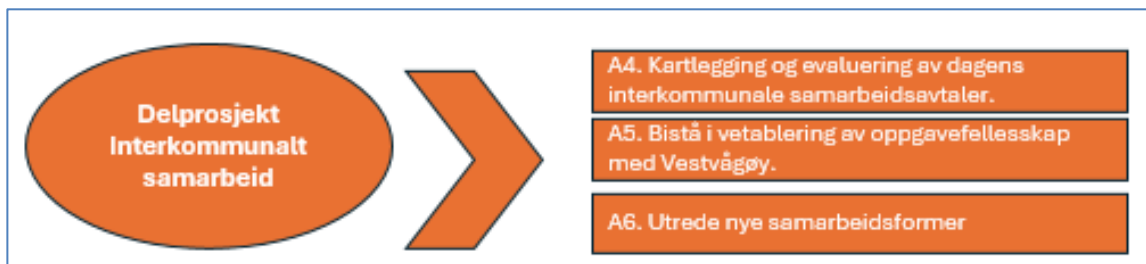 Delprosjekt
Interkommunalt
samarbeid
A4. Kartlegging og evaluering av dagens
interkommunale samarbeidsavtaler.
A5. Bistå i vetablering av oppgavefellesskap
med Vestvågøy.
A6. Utrede nye samarbeidsformer